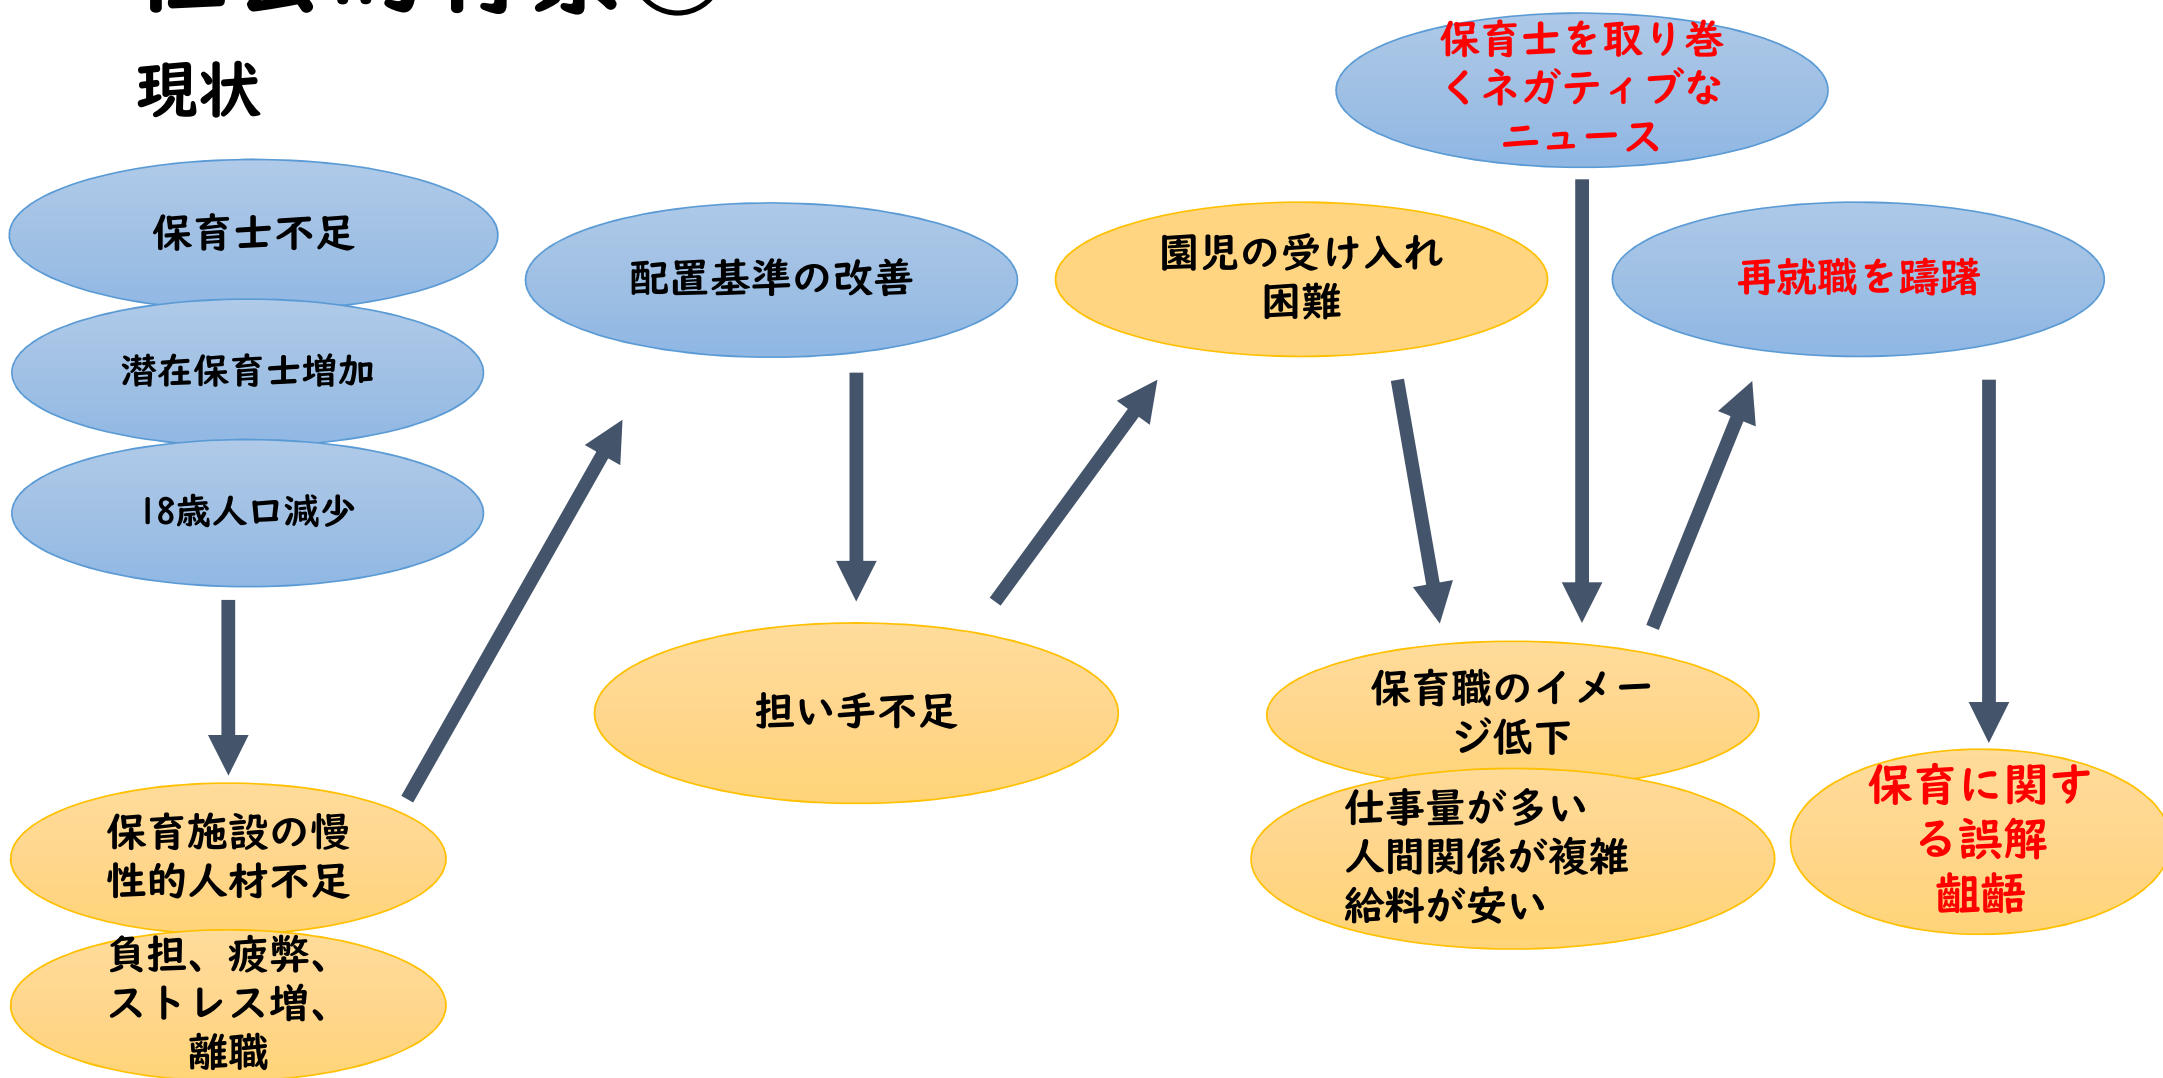 現状
保育士不足
潜在保育士増加
18歳人口減少
保育施設の慢
性的人材不足
負担、疲弊、
ストレス増、
離職
配置基準の改善
担い手不足
園児の受け入れ
困難
保育士を取り巻
くネガティブな
ニュース
保育職のイメー
ジ低下
仕事量が多い
人間関係が複雑
給料が安い
再就職を躊躇
保育に関す
る誤解
齟齬